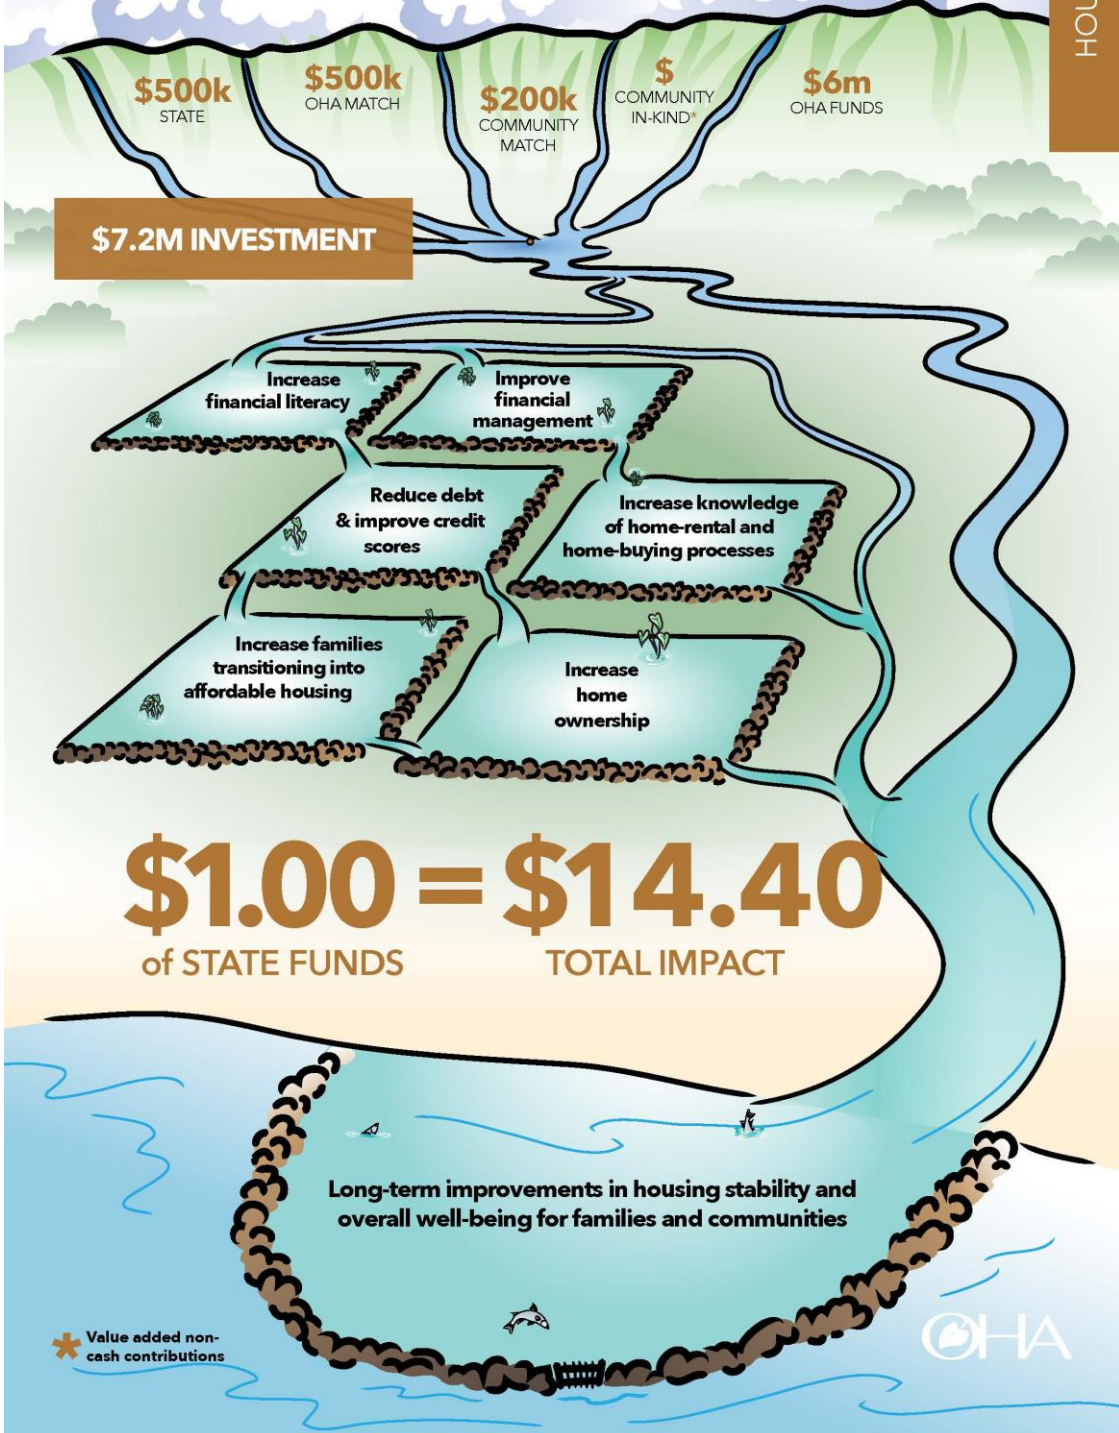 HOU
$500k
STATE
$500k
OHA MATCH
$200k
COMMUNITY
MATCH
$
COMMUNITY
IN-KIND*
$6m
OHA FUNDS
$7.2M INVESTMENT
Increase
financial literacy
Improve
financial
management
Reduce debt
& improve credit
scores
Increase knowledge
of home-rental and
home-buying processes
Increase families
transitioning into
affordable housing
Increase
home
ownership
$1.00 = $14.40
of STATE FUNDS TOTAL IMPACT
Long-term improvements in housing stability and
overall well-being for families and communities
* Value added non-
cash contributions
OHA